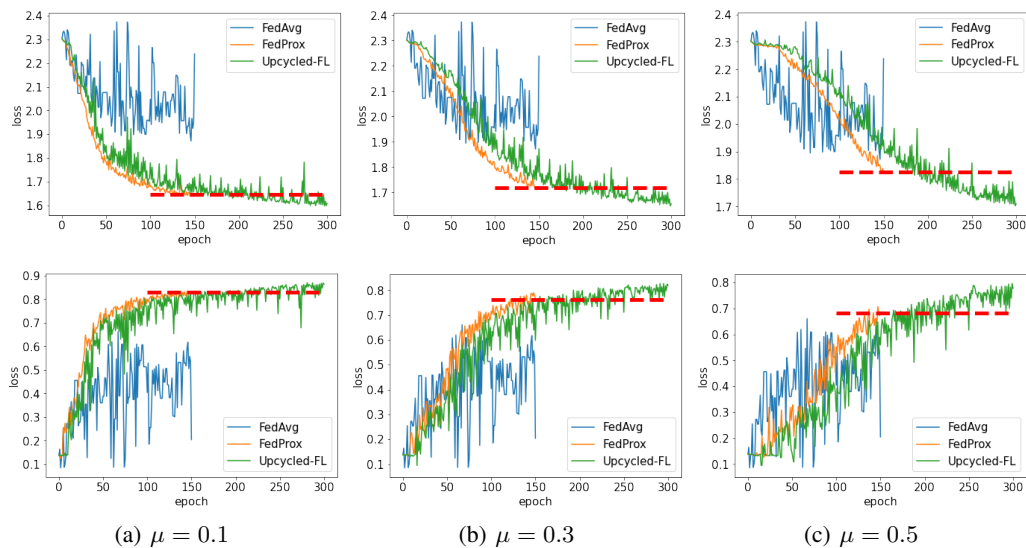 2.4
2.3
2.2
2.1
2.0
1.9
1.8
1.7
1.6
loss
0 50 100 150 200 250 300
epoch
FedAvg
FedProx
Upcycled-FL
2.4
2.3
2.2
2.1
2.0
1.9
1.8
1.7
loss
0 50 100 150 200 250 300
epoch
FedAvg
FedProx
Upcycled-FL
2.4
2.3
2.2
2.1
2.0
1.9
1.8
1.7
loss
0 50 100 150 200 250 300
epoch
FedAvg
FedProx
Upcycled-FL
0.9
0.8
0.7
0.6
0.5
0.4
0.3
0.2
0.1
loss
0 50 100 150 200 250 300
epoch
FedAvg
FedProx
Upcycled-FL
0.8
0.7
0.6
0.5
0.4
0.3
0.2
0.1
loss
0 50 100 150 200 250 300
epoch
FedAvg
FedProx
Upcycled-FL
0.8
0.7
0.6
0.5
0.4
0.3
0.2
0.1
loss
0 50 100 150 200 250 300
epoch
FedAvg
FedProx
Upcycled-FL
(a) μ = 0.1
(b) μ = 0.3
(c) μ = 0.5